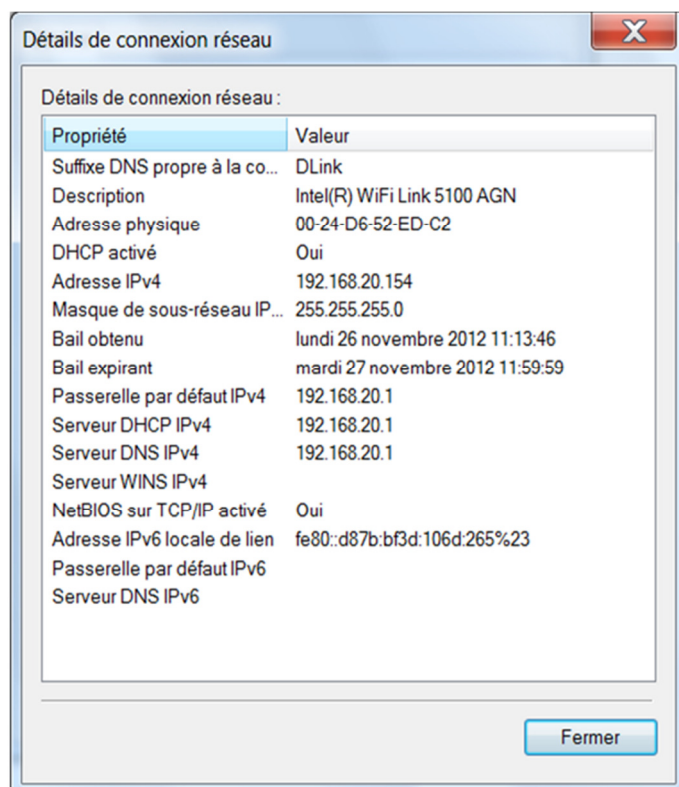 Détails de connexion réseau
Détails de connexion réseau :
Propriété Valeur
Suffixe DNS propre à la co... DLink
Description Intel(R) WiFi Link 5100 AGN
Adresse physique 00-24-D6-52-ED-C2
DHCP activé Oui
Adresse IPv4 192.168.20.154
Masque de sous-réseau IP... 255.255.255.0
Bail obtenu lundi 26 novembre 2012 11:13:46
Bail expirant mardi 27 novembre 2012 11:59:59
Passerelle par défaut IPv4 192.168.20.1
Serveur DHCP IPv4 192.168.20.1
Serveur DNS IPv4 192.168.20.1
Serveur WINS IPv4
NetBIOS sur TCP/IP activé Oui
Adresse IPv6 locale de lien fe80::d87b:bf3d:106d:265%23
Passerelle par défaut IPv6
Serveur DNS IPv6
Fermer